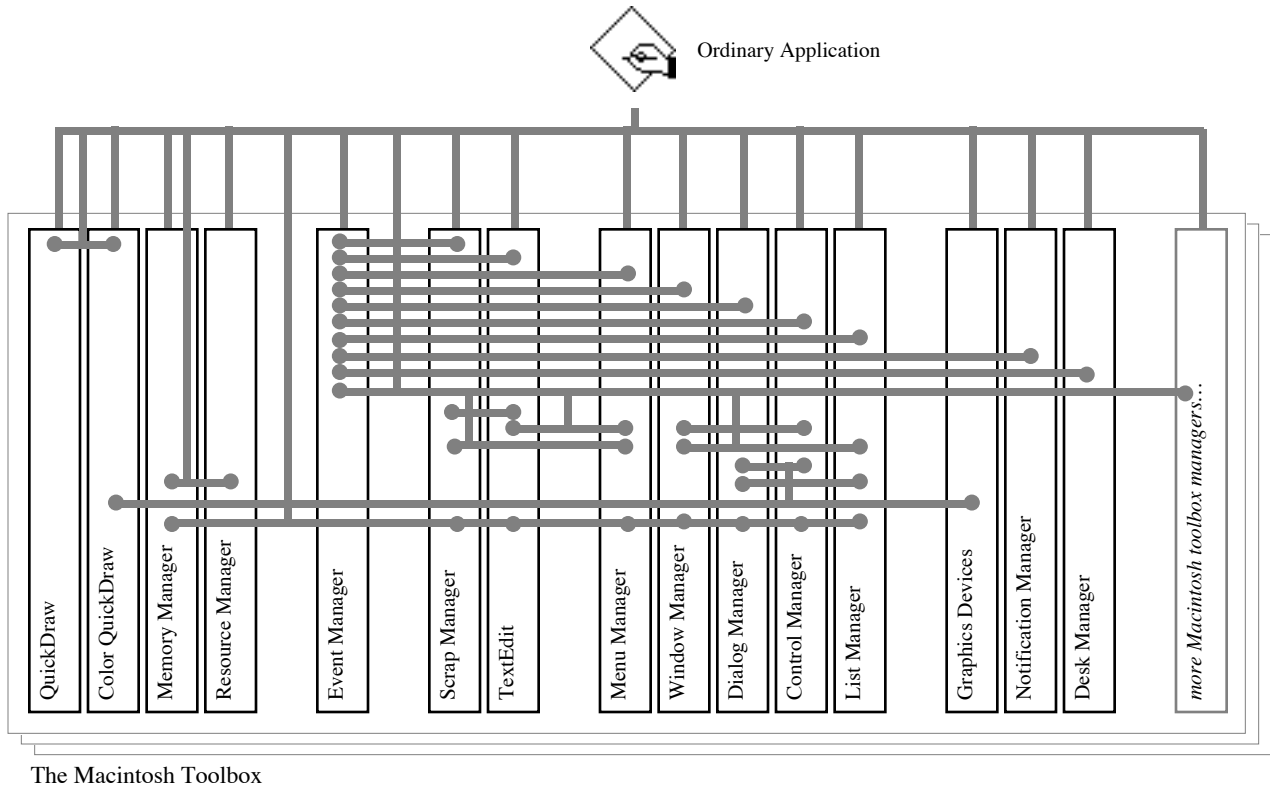 Ordinary Application
QuickDraw
Color QuickDraw
Memory Manager
Resource Manager
Event Manager
Scrap Manager
TextEdit
Menu Manager
Window Manager
Dialog Manager
Control Manager
List Manager
Graphics Devices
Notification Manager
Desk Manager
more Macintosh toolbox managers…
The Macintosh Toolbox